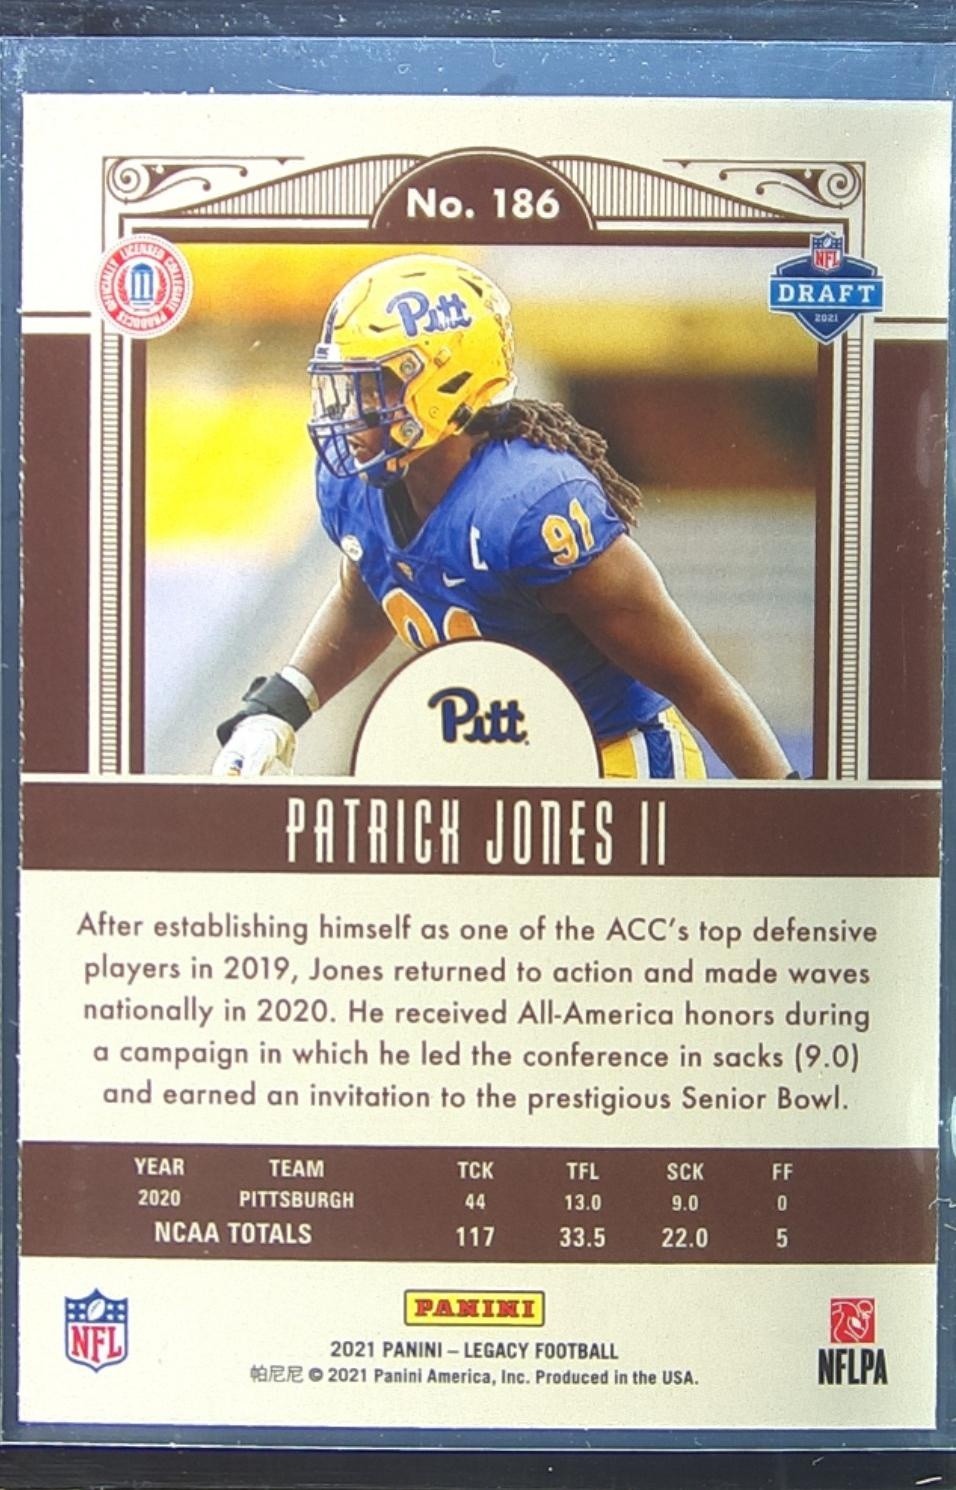 No. 186
OFFICIALLY LICENSED COLLEGIATE PRODUCTS
NFL
DRAFT
2021
Pitt
C
91
Pitt
PATRICK JONES II
After establishing himself as one of the ACC's top defensive
players in 2019, Jones returned to action and made waves
nationally in 2020. He received All-America honors during
a campaign in which he led the conference in sacks (9.0)
and earned an invitation to the prestigious Senior Bowl.
YEAR TEAM TCK TFL SCK FF
2020 PITTSBURGH 44 13.0 9.0 0
NCAA TOTALS 117 33.5 22.0 5
NFL
PANINI
2021 PANINI – LEGACY FOOTBALL
帕尼尼 © 2021 Panini America, Inc. Produced in the USA.
NFLPA